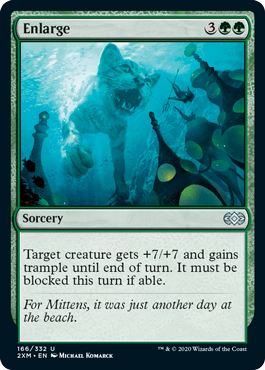 Enlarge 3
Sorcery
Target creature gets +7/+7 and gains
trample until end of turn. It must be
blocked this turn if able.
For Mittens, it was just another day at
the beach.
166/332 U
2XM • EN Michael Komarck
™ & © 2020 Wizards of the Coast